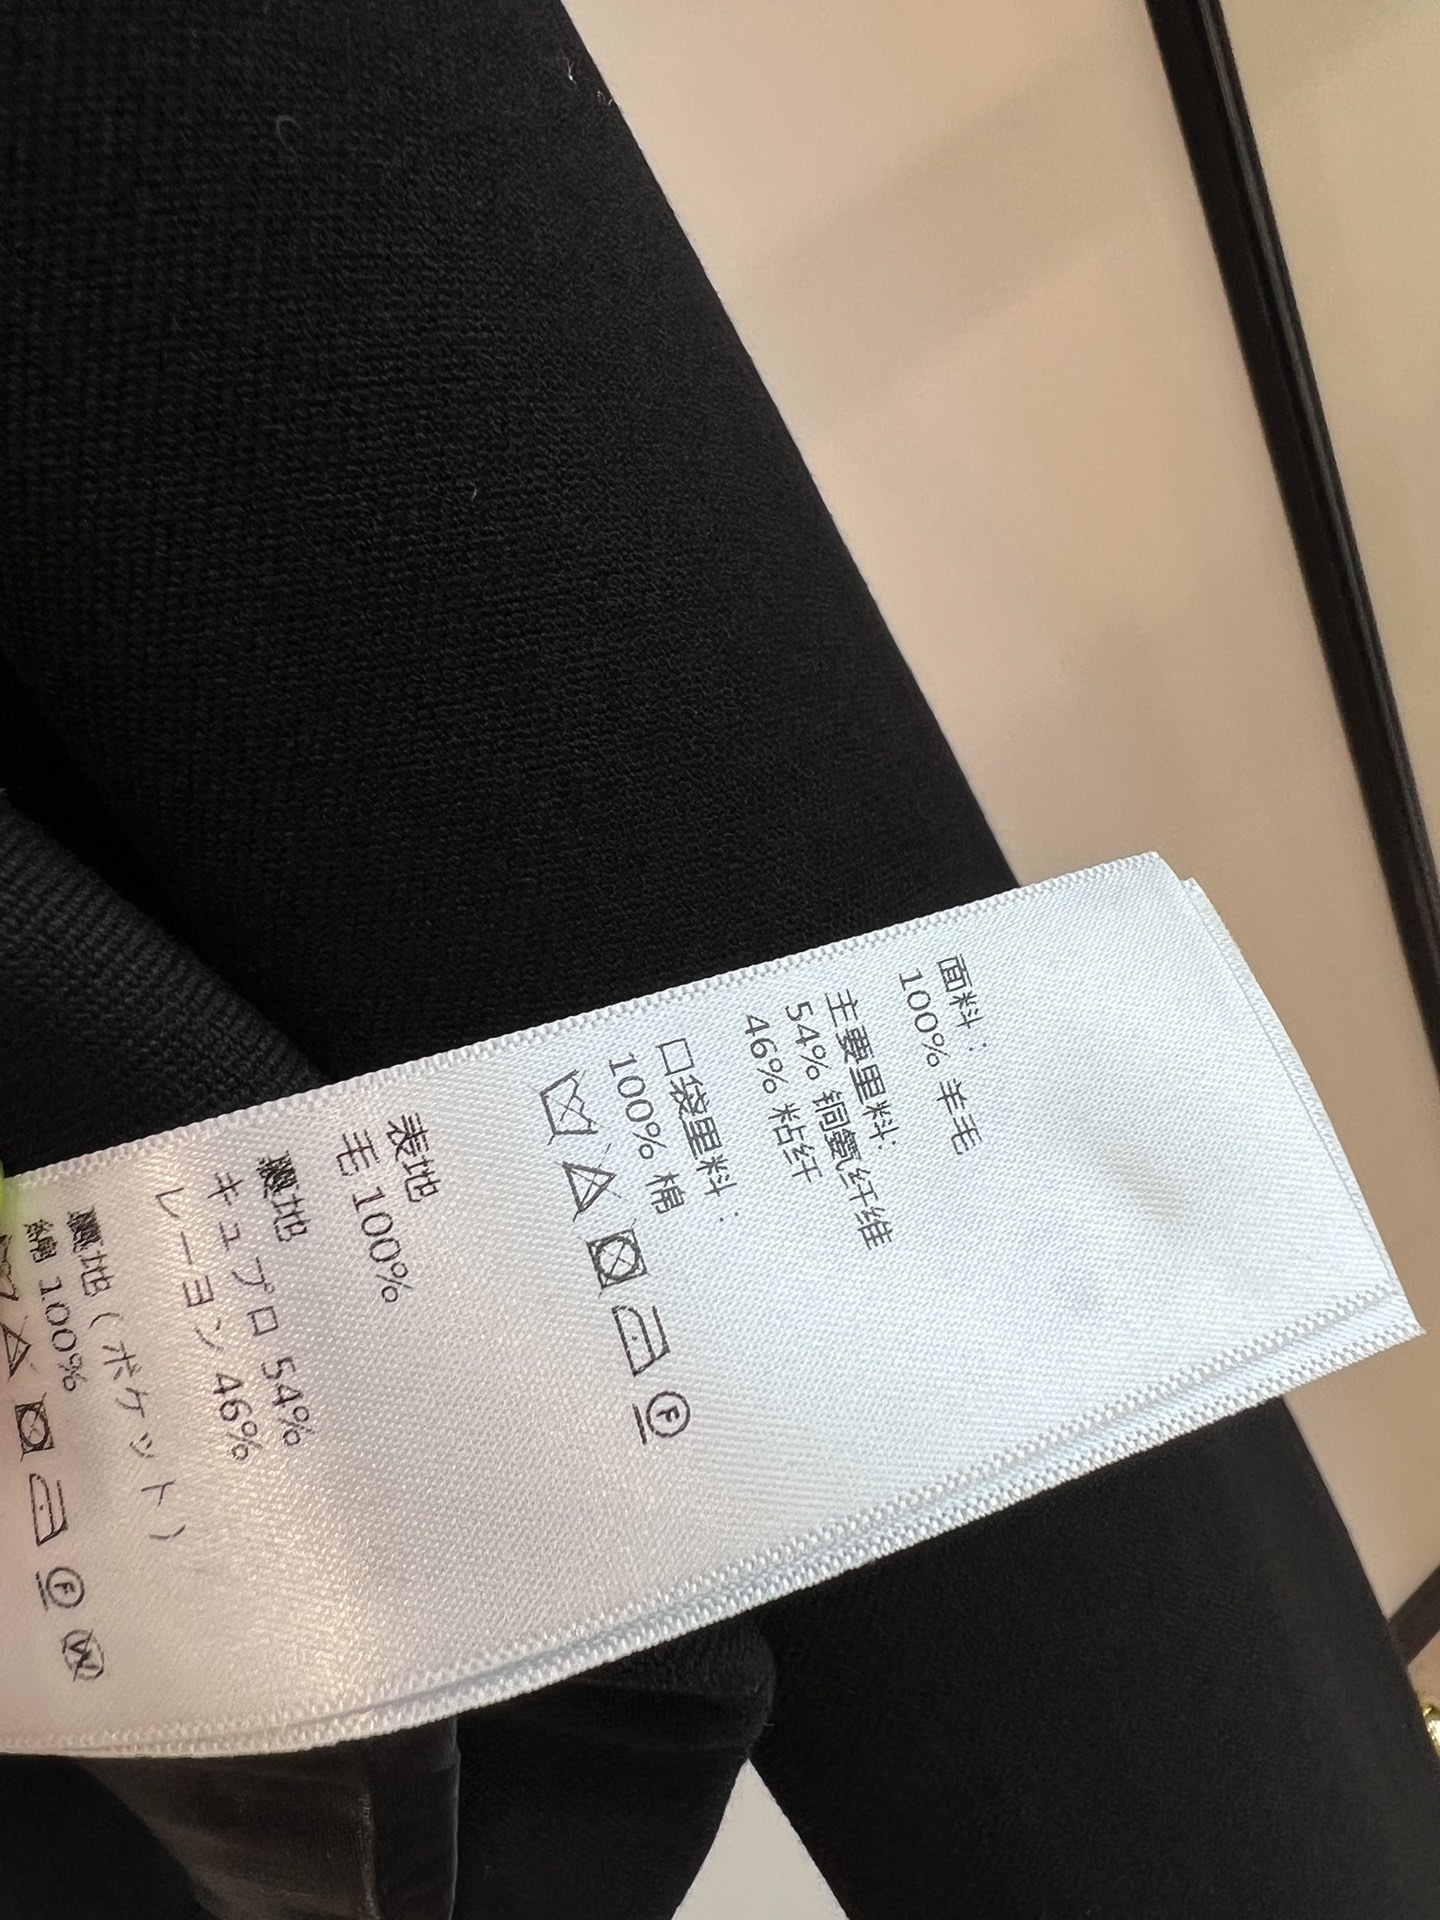 面料:
100% 羊毛
主要里料:
54% 铜氨纤维
46% 粘纤
口袋里料:
100% 棉
F
表地
毛 100%
裏地
キュプロ 54%
レーヨン 46%
裏地(ポケット)
綿 100%
F
W